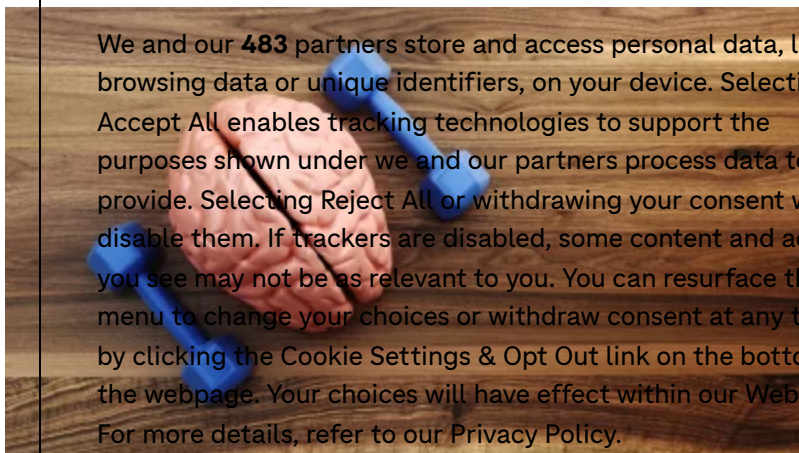 We and our 483 partners store and access personal data, l
browsing data or unique identifiers, on your device. Selecti
Accept All enables tracking technologies to support the
purposes shown under we and our partners process data to
provide. Selecting Reject All or withdrawing your consent w
disable them. If trackers are disabled, some content and a
you see may not be as relevant to you. You can resurface th
menu to change your choices or withdraw consent at any t
by clicking the Cookie Settings & Opt Out link on the botto
the webpage. Your choices will have effect within our Web
For more details, refer to our Privacy Policy.